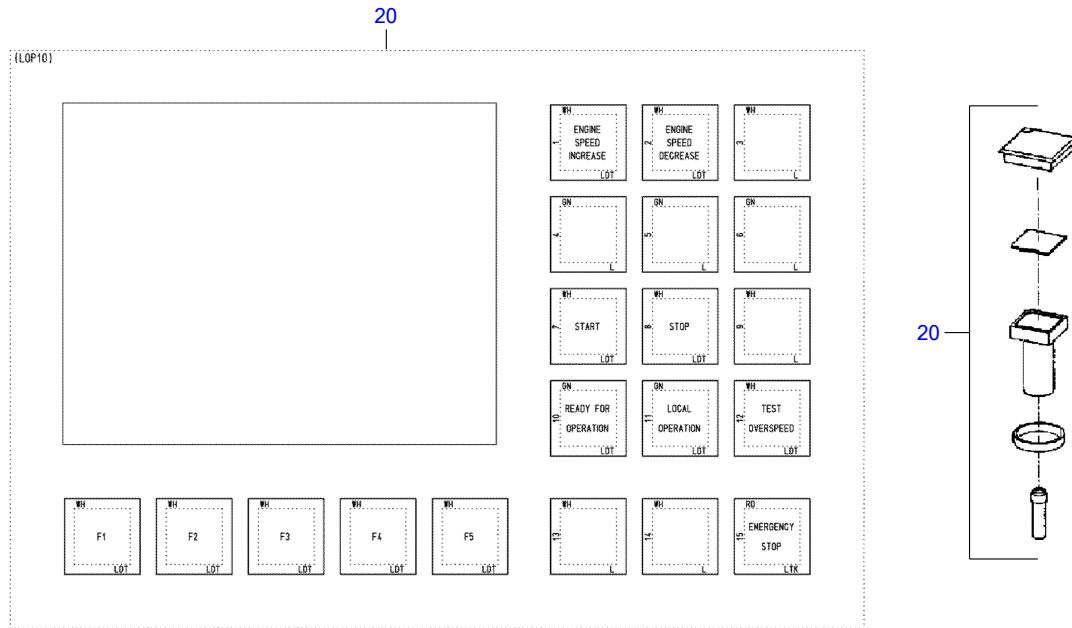 20
(LOP10)
WH
1
ENGINE
SPEED
INCREASE
LDT
WH
2
ENGINE
SPEED
DECREASE
LDT
WH
3
L
GN
4
L
GN
5
L
GN
6
L
WH
7
START
LDT
WH
8
STOP
LDT
WH
9
L
20
GN
10
READY FOR
OPERATION
LDT
GN
11
LOCAL
OPERATION
LDT
WH
12
TEST
OVERSPEED
LDT
WH
F1
LDT
WH
F2
LDT
WH
F3
LDT
WH
F4
LDT
WH
F5
LDT
WH
13
L
WH
14
L
RD
15
EMERGENCY
STOP
LTK